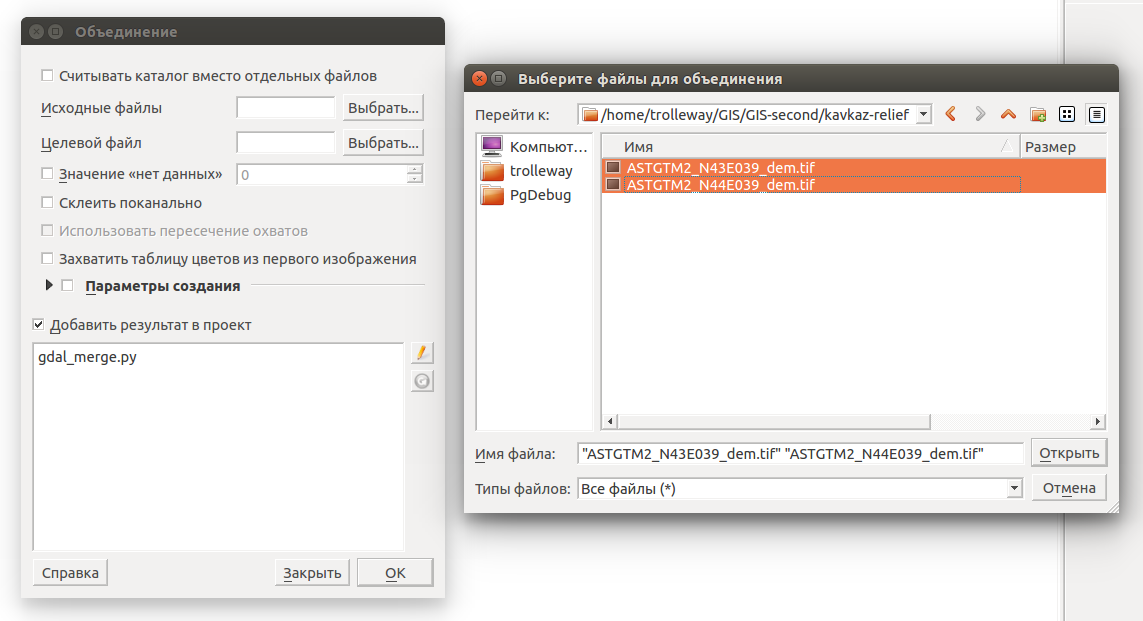 Объединение
Считывать каталог вместо отдельных файлов
Исходные файлы Выбрать...
Целевой файл Выбрать...
Значение «нет данных» 0
Склеить поканально
Использовать пересечение охватов
Захватить таблицу цветов из первого изображения
Параметры создания
Добавить результат в проект
gdal_merge.py
Справка Закрыть OK
Выберите файлы для объединения
Перейти к: /home/trolleway/GIS/GIS-second/kavkaz-relief
Компьют...
trolleway
PgDebug
Имя Размер
ASTGTM2_N43E039_dem.tif
ASTGTM2_N44E039_dem.tif
Имя файла: "ASTGTM2_N43E039_dem.tif" "ASTGTM2_N44E039_dem.tif" Открыть
Типы файлов: Все файлы (*) Отмена